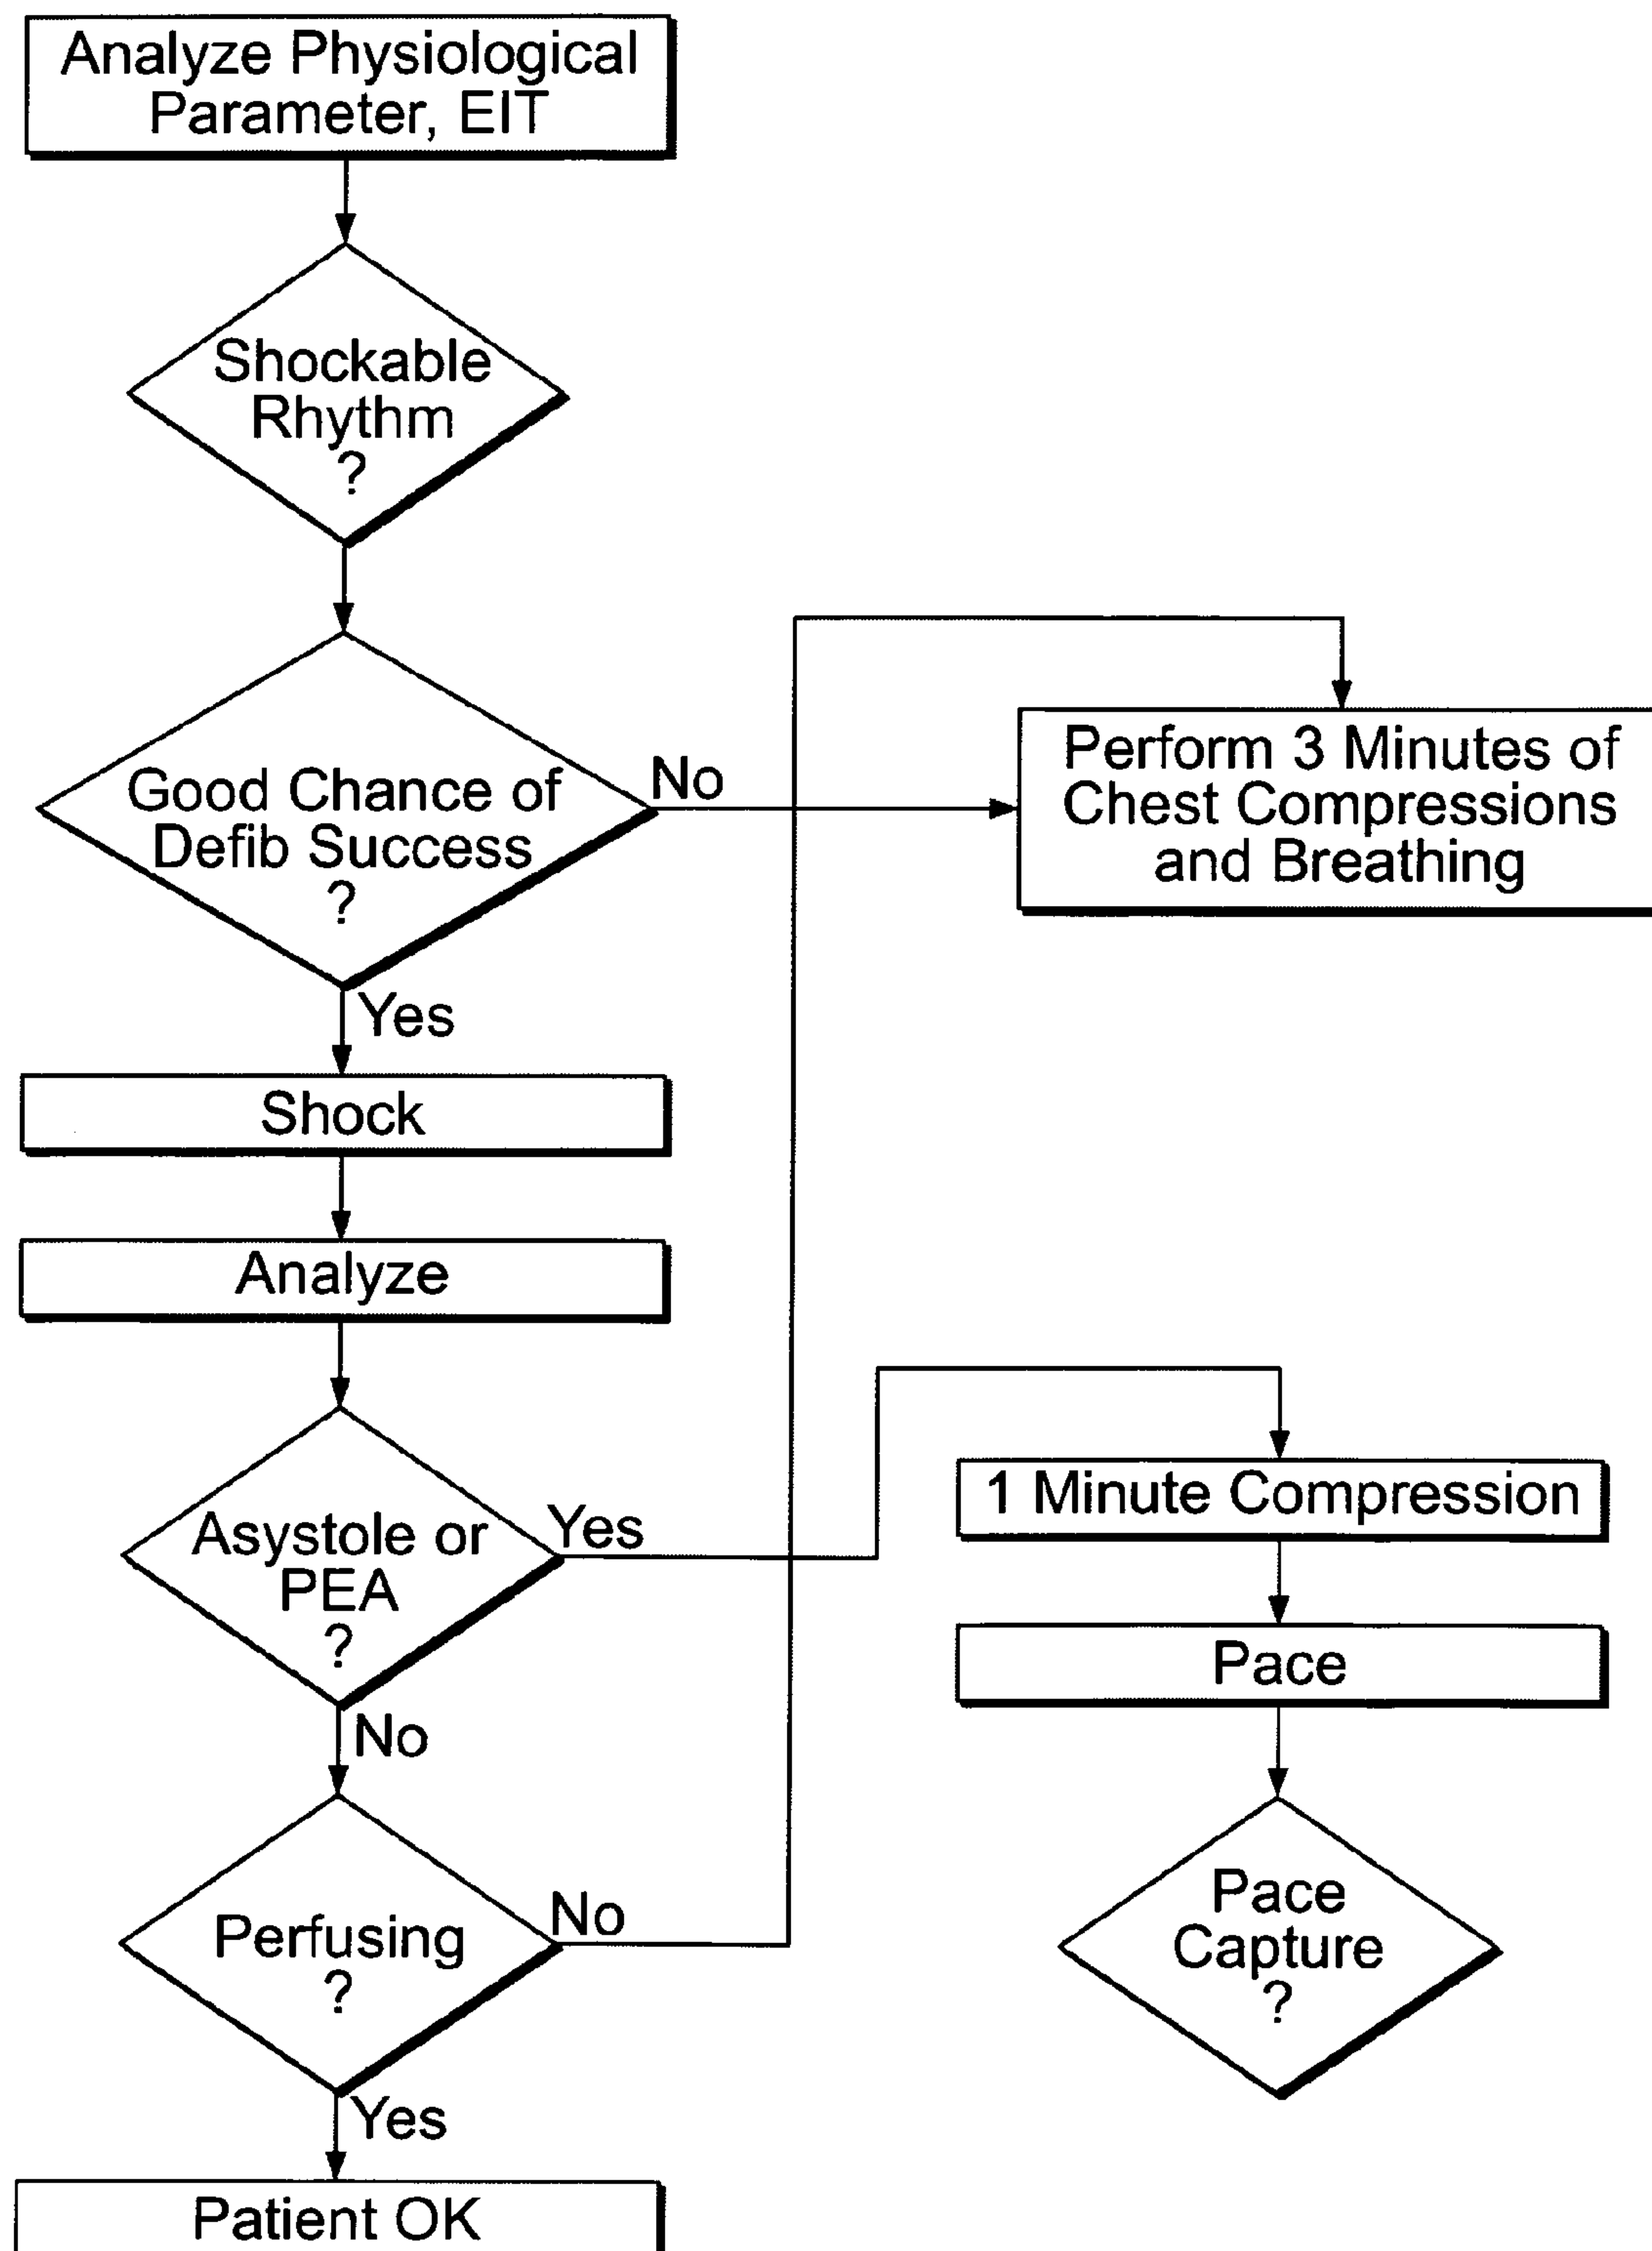 Analyze Physiological
Parameter, EIT
Shockable
Rhythm
?
Good Chance of
Defib Success
?
No
Perform 3 Minutes of
Chest Compressions
and Breathing
Yes
Shock
Analyze
Asystole or
PEA
?
Yes
1 Minute Compression
Pace
No
Pace
Capture
?
Perfusing
?
No
Yes
Patient OK